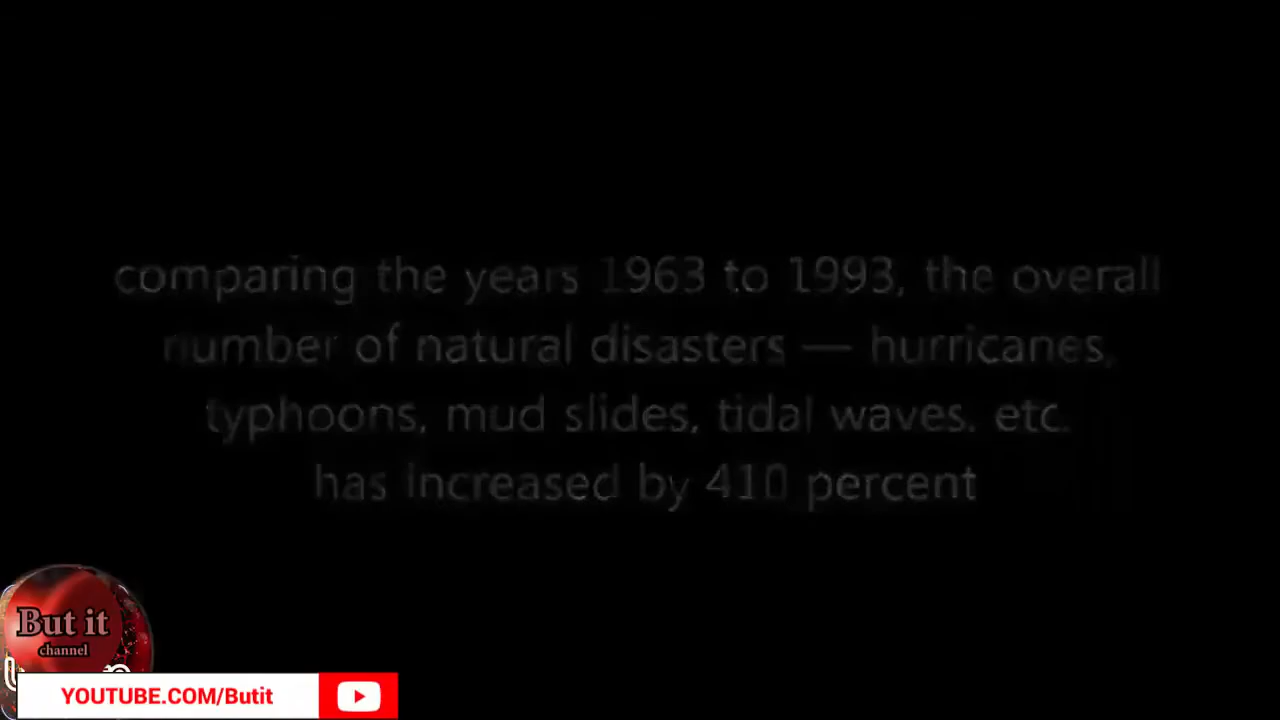 comparing the years 1963 to 1993, the overall
number of natural disasters — hurricanes,
typhoons, mud slides, tidal waves. etc.
has increased by 410 percent
But it
channel
YOUTUBE.COM/Butit